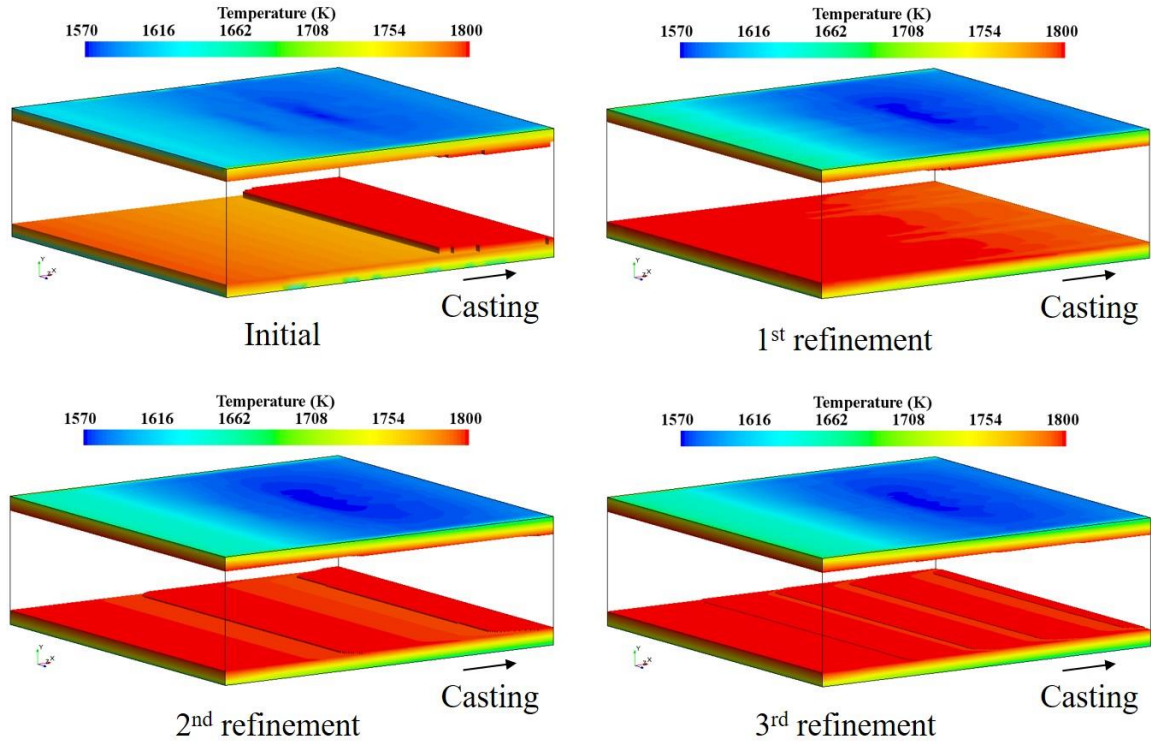 Temperature (K)
1570 1616 1662 1708 1754 1800
Y
X
Z
Casting
Initial
Temperature (K)
1570 1616 1662 1708 1754 1800
Y
X
Z
Casting
1st refinement
Temperature (K)
1570 1616 1662 1708 1754 1800
Y
X
Z
Casting
2nd refinement
Temperature (K)
1570 1616 1662 1708 1754 1800
Y
X
Z
Casting
3rd refinement